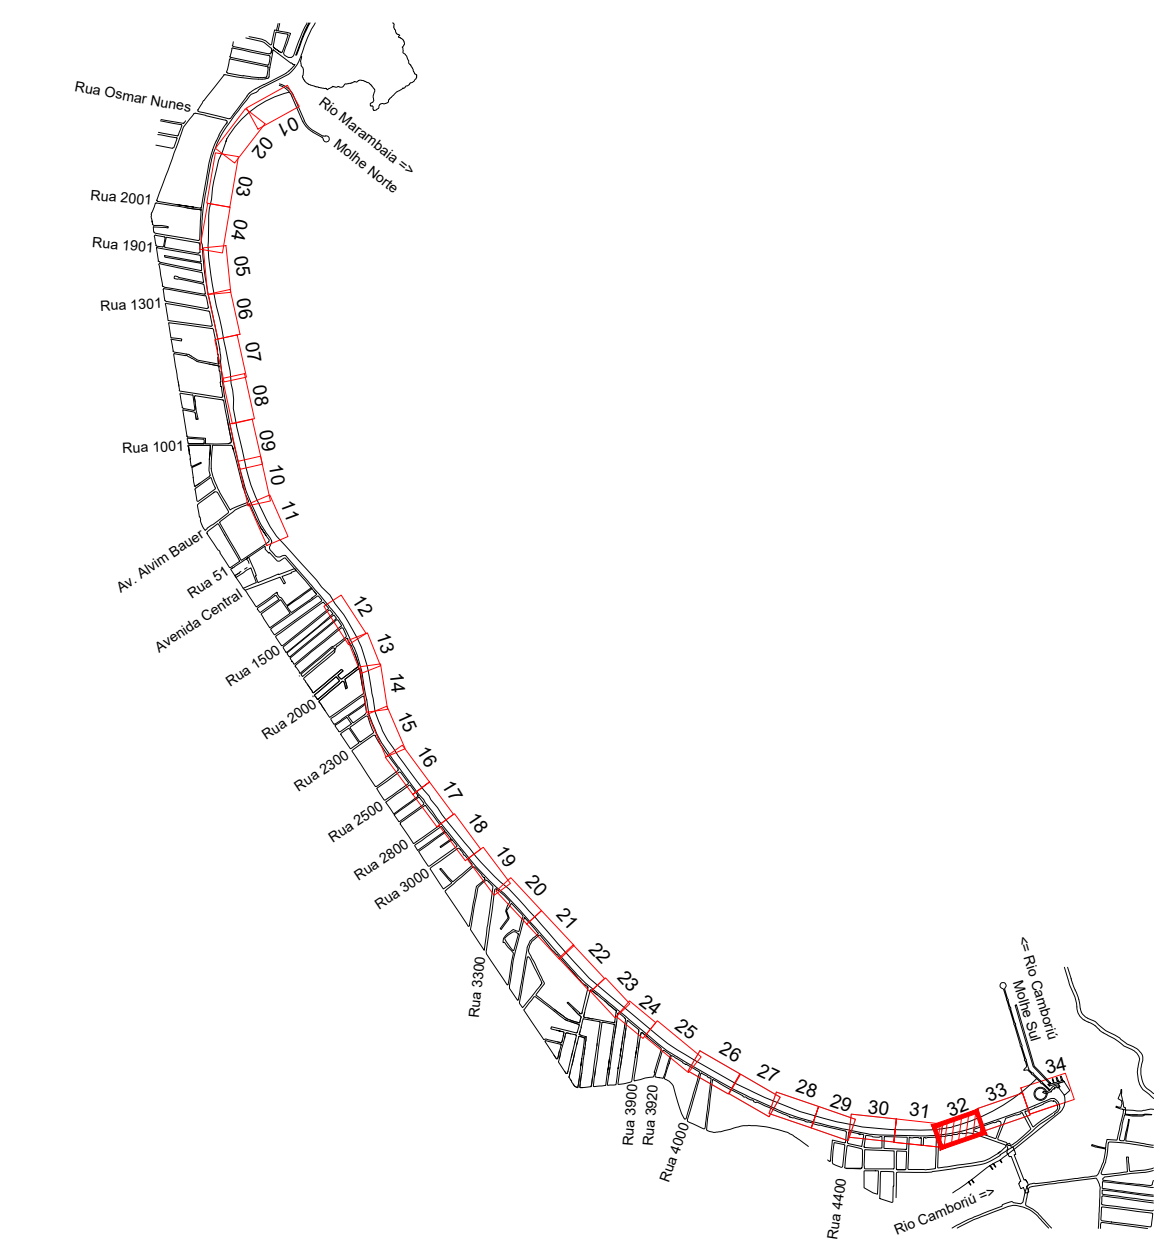 Rua Osmar Nunes
Rio Marambaia =>
Molhe Norte
01
02
03
Rua 2001
04
Rua 1901
05
Rua 1301
06
07
08
09
Rua 1001
10
11
Av. Alvim Bauer
Rua 51
Avenida Central
12
13
Rua 1500
14
Rua 2000
15
Rua 2300
16
17
Rua 2500
18
Rua 2800
19
Rua 3000
20
21
22
Rua 3300
23
24
25
26
27
28
29
30
31
32
33
34
<= Rio Camboriú
Molhe Sul
Rua 3900
Rua 3920
Rua 4000
Rua 4400
Rio Camboriú =>